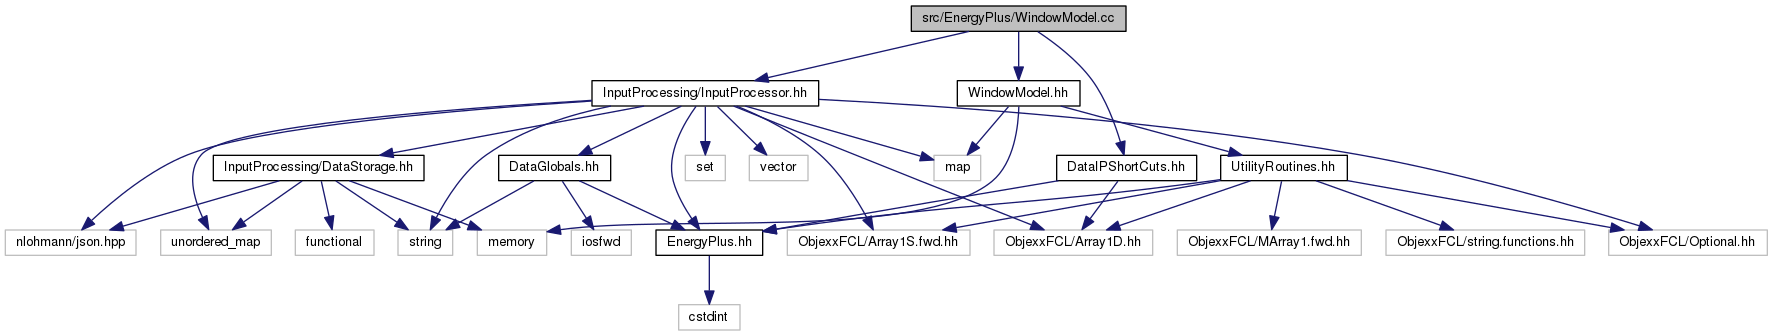 src/EnergyPlus/WindowModel.cc
InputProcessing/InputProcessor.hh
WindowModel.hh
InputProcessing/DataStorage.hh
DataGlobals.hh
set
vector
map
DataIPShortCuts.hh
UtilityRoutines.hh
nlohmann/json.hpp
unordered_map
functional
string
memory
iosfwd
EnergyPlus.hh
ObjexxFCL/Array1S.fwd.hh
ObjexxFCL/Array1D.hh
ObjexxFCL/MArray1.fwd.hh
ObjexxFCL/string.functions.hh
ObjexxFCL/Optional.hh
cstdint